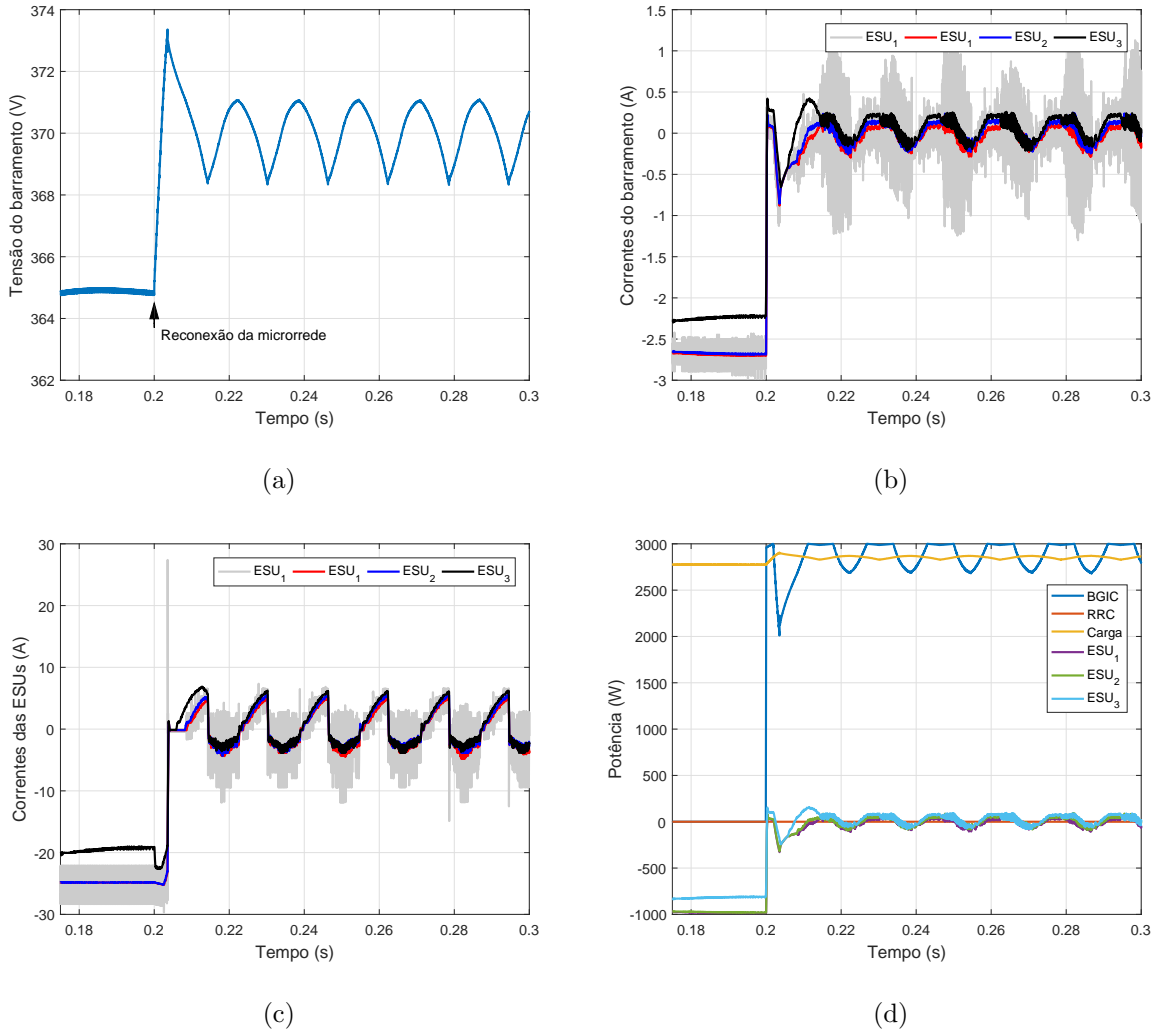 374
372
370
368
366
364
362
Tensão do barramento (V)
Reconexão da microrrede
0.18 0.2 0.22 0.24 0.26 0.28 0.3
Tempo (s)
(a)
1.5
1
0.5
0
-0.5
-1
-1.5
-2
-2.5
-3
Correntes do barramento (A)
ESU1 ESU1 ESU2 ESU3
0.18 0.2 0.22 0.24 0.26 0.28 0.3
Tempo (s)
(b)
30
20
10
0
-10
-20
-30
Correntes das ESUs (A)
ESU1 ESU1 ESU2 ESU3
0.18 0.2 0.22 0.24 0.26 0.28 0.3
Tempo (s)
(c)
3000
2500
2000
1500
1000
500
0
-500
-1000
Potência (W)
BGIC
RRC
Carga
ESU1
ESU2
ESU3
0.18 0.2 0.22 0.24 0.26 0.28 0.3
Tempo (s)
(d)